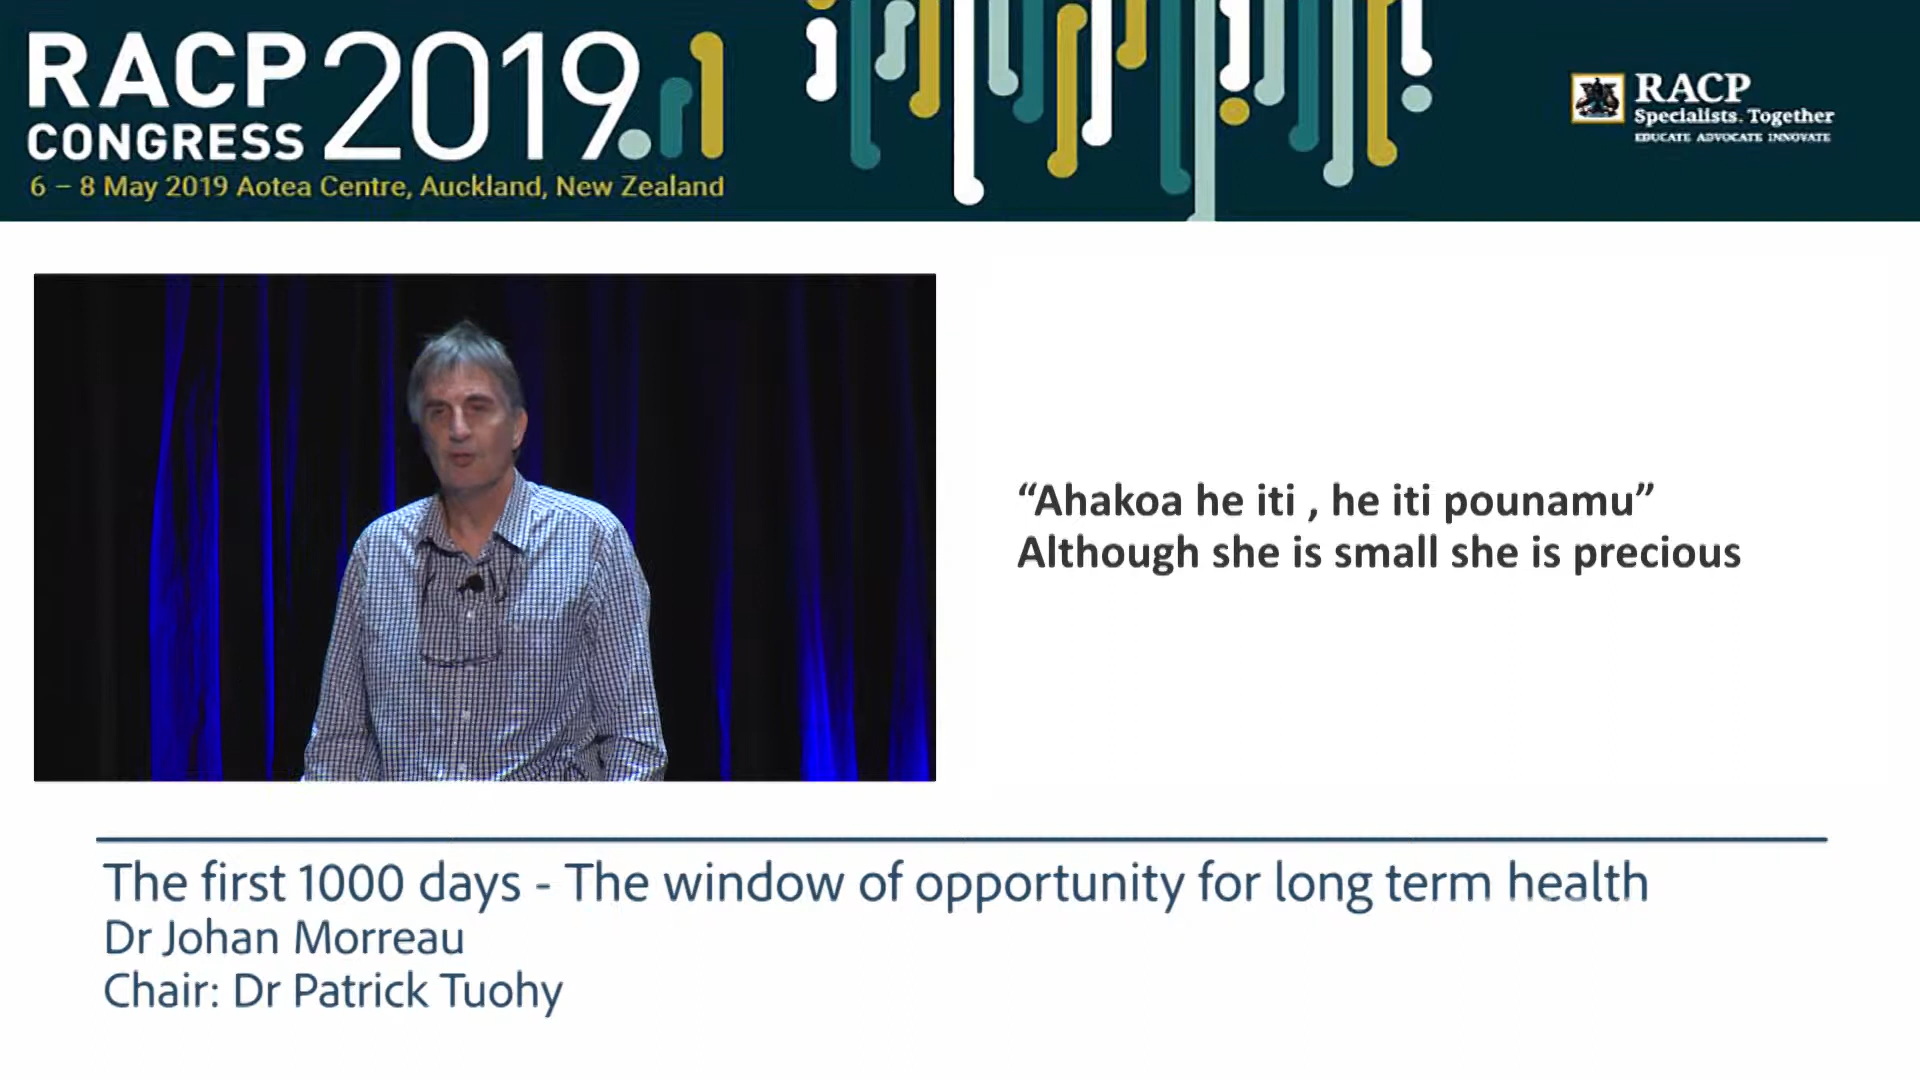 RACP
CONGRESS 2019
6 – 8 May 2019 Aotea Centre, Auckland, New Zealand
RACP
Specialists. Together
EDUCATE ADVOCATE INNOVATE
“Ahakoa he iti , he iti pounamu”
Although she is small she is precious
The first 1000 days - The window of opportunity for long term health
Dr Johan Morreau
Chair: Dr Patrick Tuohy